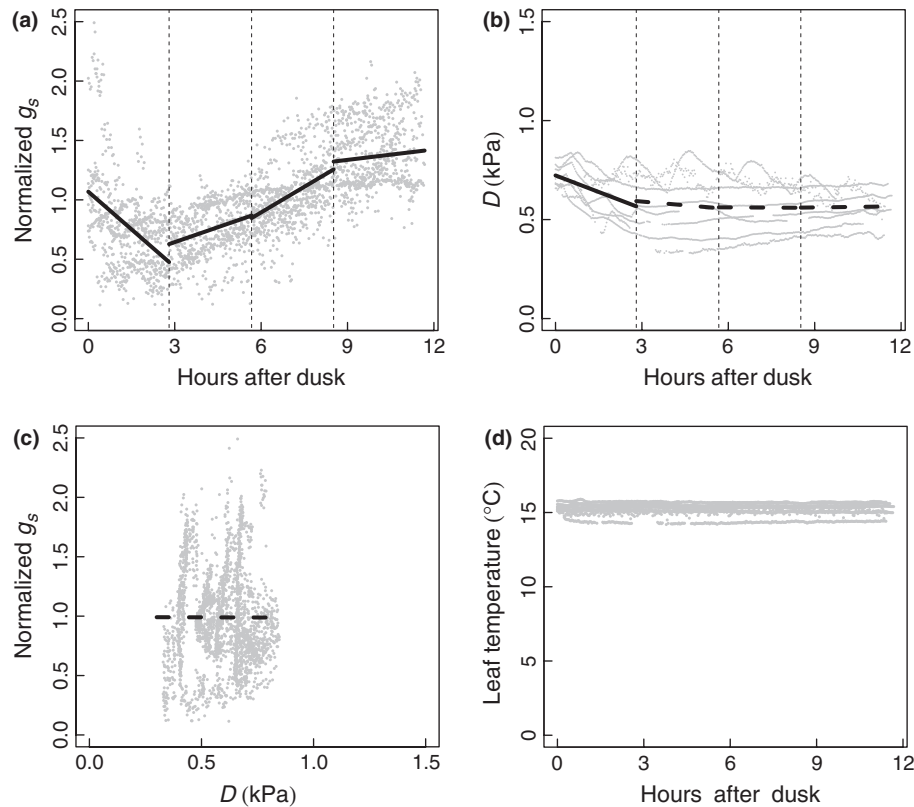 (a)
2.5
2.0
1.5
1.0
0.5
0.0
Normalized gs
0 3 6 9 12
Hours after dusk
(b)
1.5
1.0
0.5
0.0
D (kPa)
0 3 6 9 12
Hours after dusk
(c)
2.5
2.0
1.5
1.0
0.5
0.0
Normalized gs
0.0 0.5 1.0 1.5
D (kPa)
(d)
20
15
10
5
0
Leaf temperature (°C)
0 3 6 9 12
Hours after dusk